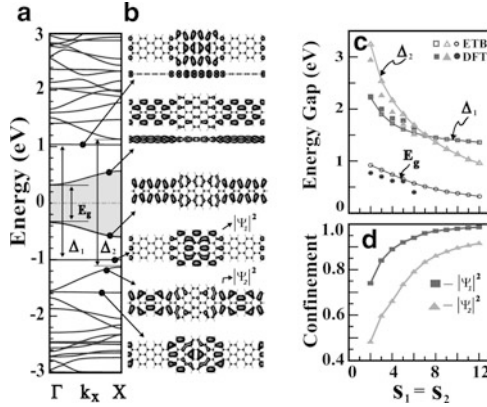 a
b
3
2
1
0
-1
-2
-3
Energy (eV)
E_g
Δ_1
Δ_2
Γ
k_X
X
|Ψ_1|^2
|Ψ_2|^2
c
ETB
DFT
3
2
1
0
Energy Gap (eV)
Δ_2
Δ_1
E_g
d
1.0
0.8
0.6
0.4
Confinement
|Ψ_1|^2
|Ψ_2|^2
0 4 8 12
S_1 = S_2